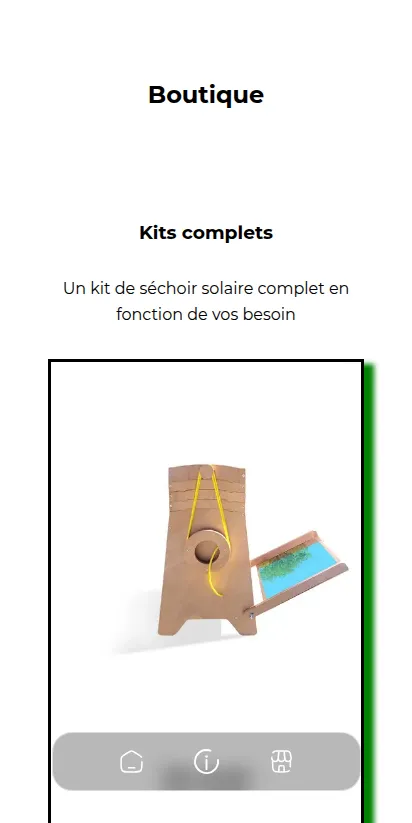 Boutique
Kits complets
Un kit de séchoir solaire complet en
fonction de vos besoin